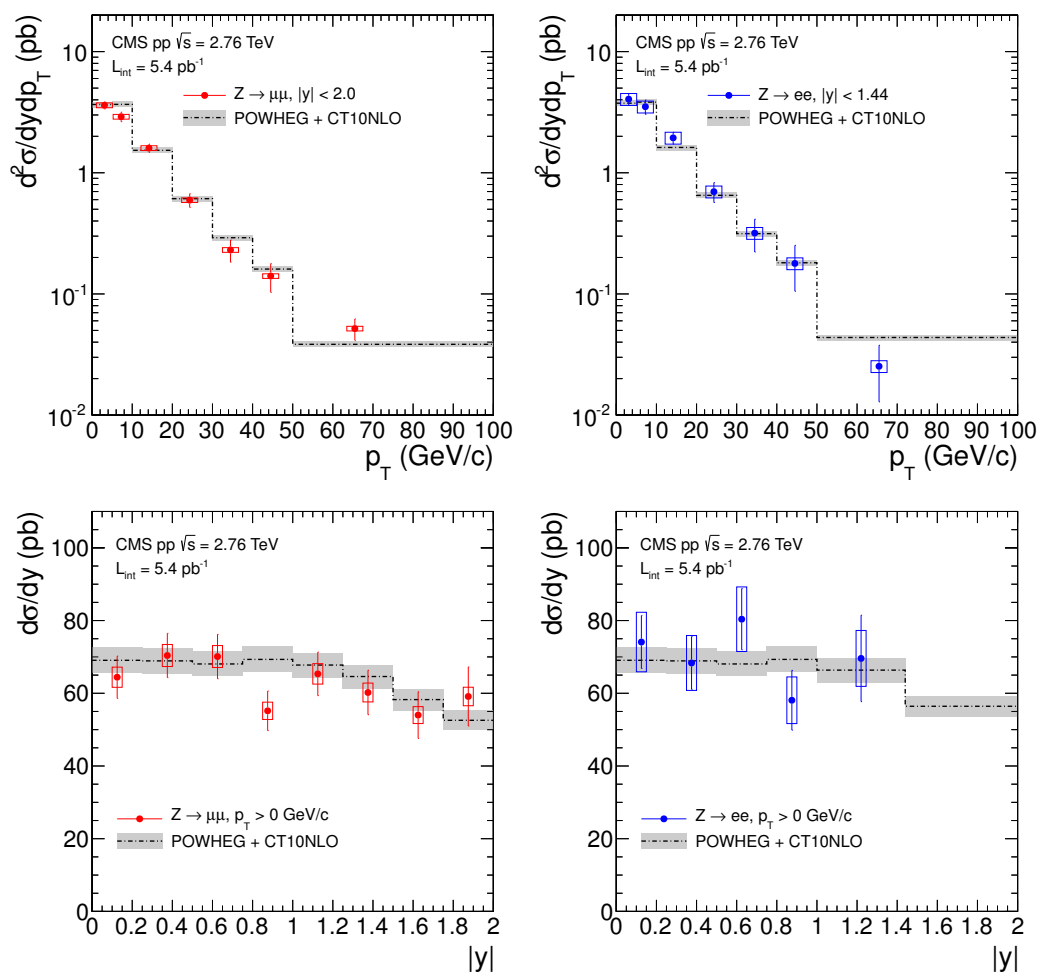 d²σ/dydp_T (pb)
10
1
10⁻¹
10⁻²
CMS pp √s = 2.76 TeV
L_int = 5.4 pb⁻¹
Z → μμ, |y| < 2.0
POWHEG + CT10NLO
0 10 20 30 40 50 60 70 80 90 100
p_T (GeV/c)
d²σ/dydp_T (pb)
10
1
10⁻¹
10⁻²
CMS pp √s = 2.76 TeV
L_int = 5.4 pb⁻¹
Z → ee, |y| < 1.44
POWHEG + CT10NLO
0 10 20 30 40 50 60 70 80 90 100
p_T (GeV/c)
dσ/dy (pb)
100
80
60
40
20
0
CMS pp √s = 2.76 TeV
L_int = 5.4 pb⁻¹
Z → μμ, p_T > 0 GeV/c
POWHEG + CT10NLO
0 0.2 0.4 0.6 0.8 1 1.2 1.4 1.6 1.8 2
|y|
dσ/dy (pb)
100
80
60
40
20
0
CMS pp √s = 2.76 TeV
L_int = 5.4 pb⁻¹
Z → ee, p_T > 0 GeV/c
POWHEG + CT10NLO
0 0.2 0.4 0.6 0.8 1 1.2 1.4 1.6 1.8 2
|y|